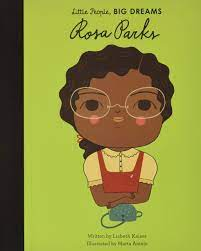 Little People, BIG DREAMS
Rosa Parks
Written by Lisbeth Kaiser
Illustrated by Marta Antelo